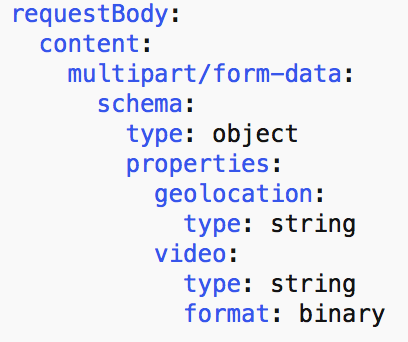 requestBody:
  content:
    multipart/form-data:
      schema:
        type: object
        properties:
          geolocation:
            type: string
          video:
            type: string
            format: binary